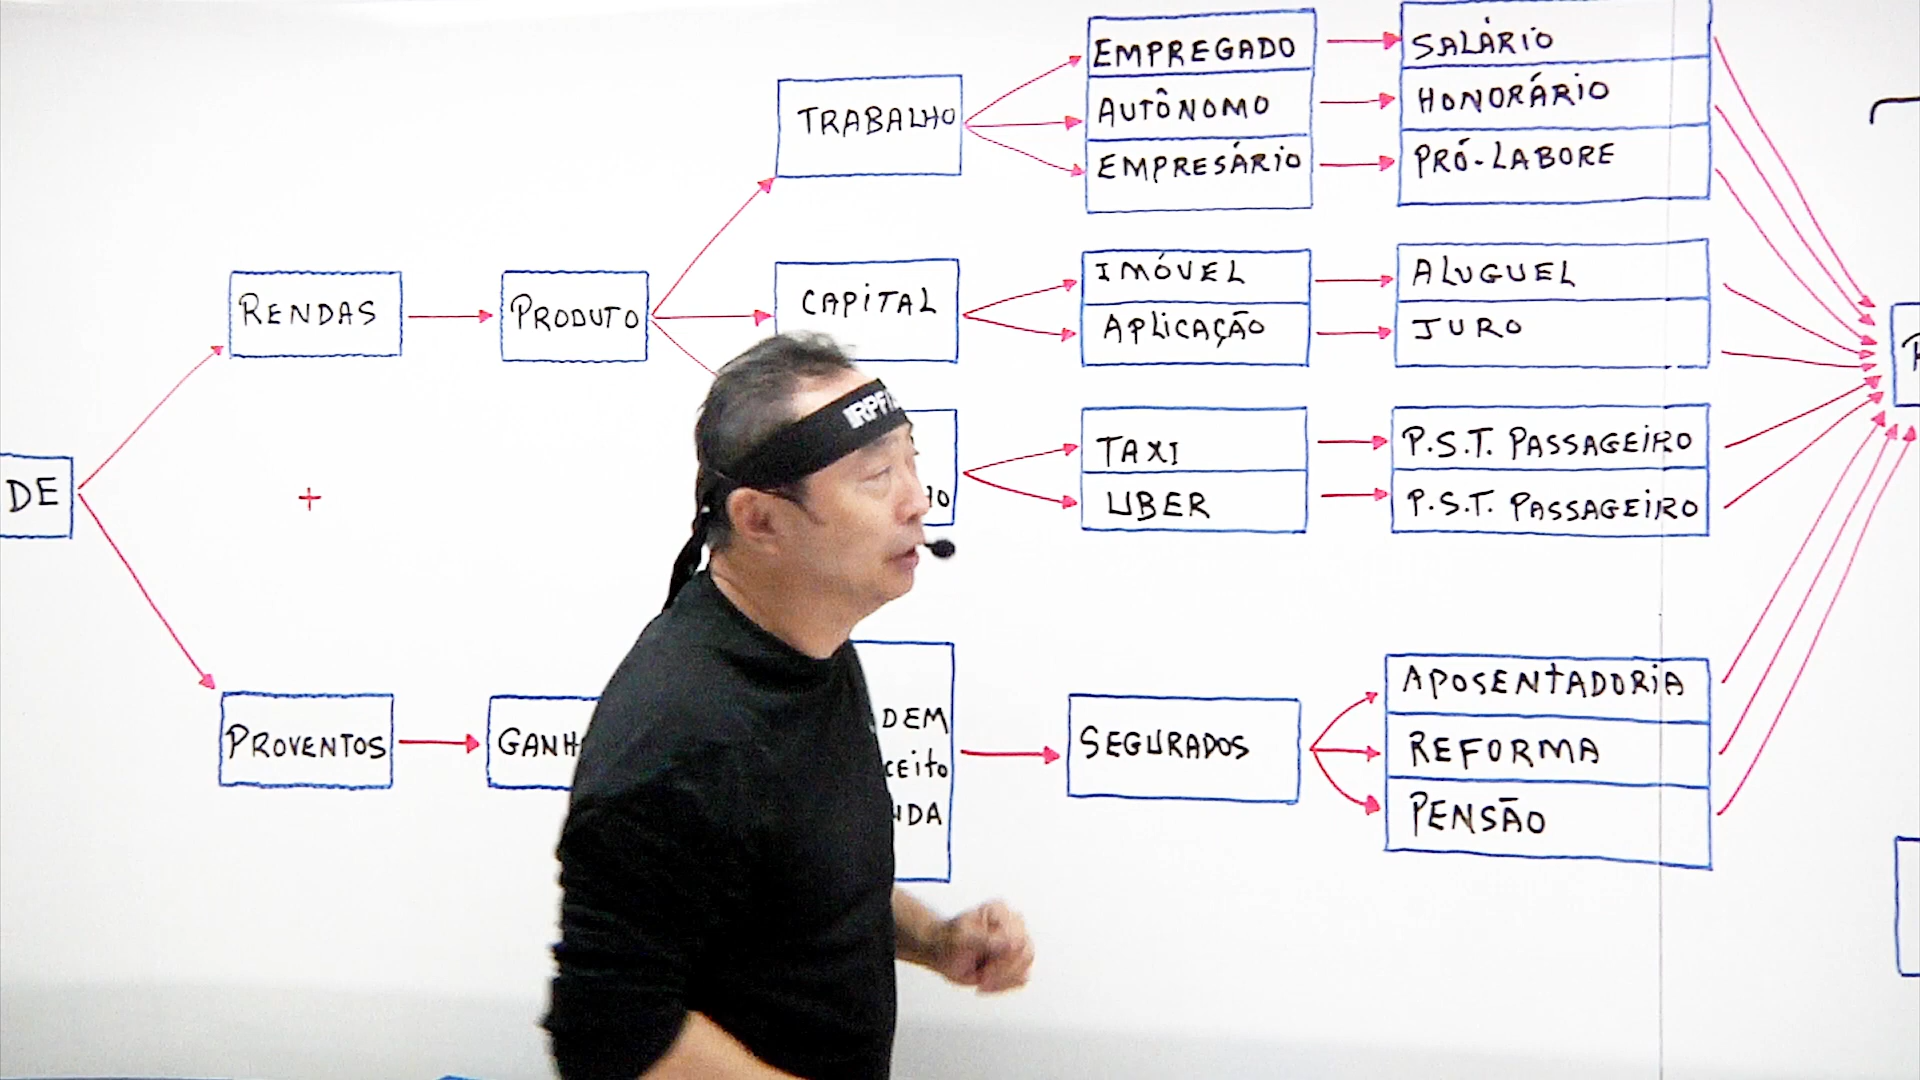 EMPREGADO
SALÁRIO
TRABALHO
AUTÔNOMO
HONORÁRIO
EMPRESÁRIO
PRÓ-LABORE
RENDAS
PRODUTO
CAPITAL
IMÓVEL
ALUGUEL
APLICAÇÃO
JURO
TAXI
P.S.T. PASSAGEIRO
UBER
P.S.T. PASSAGEIRO
DE
+
PROVENTOS
SEGURADOS
APOSENTADORIA
REFORMA
PENSÃO